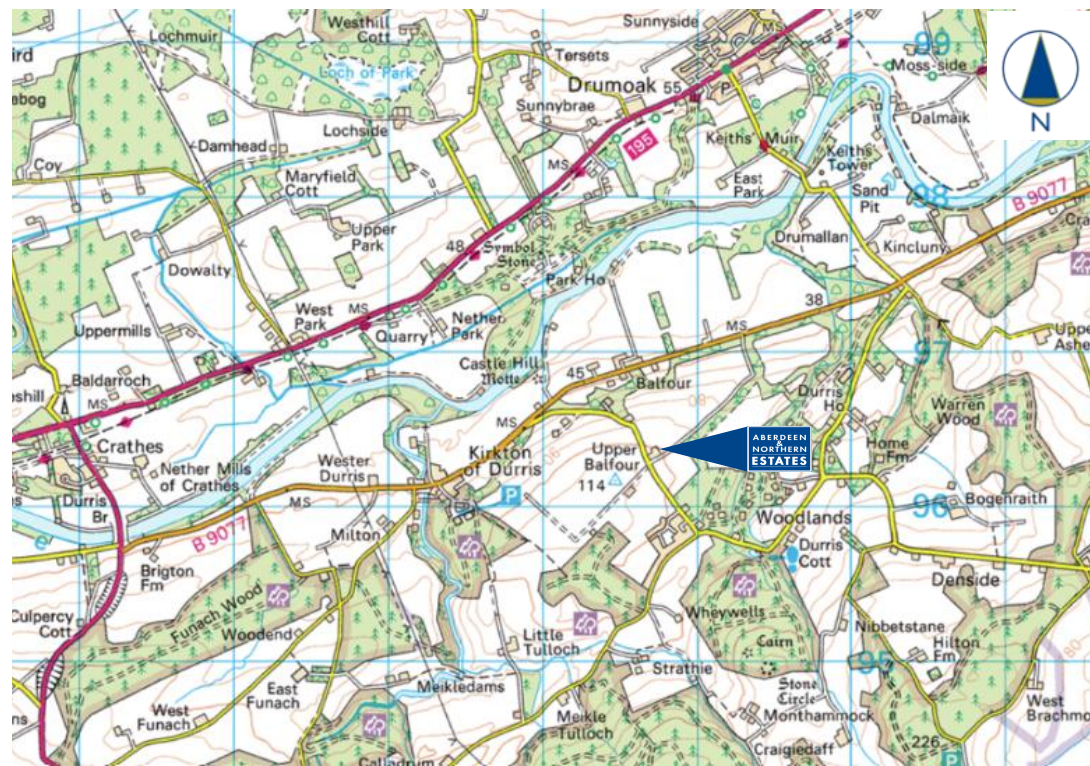 Westhill
Cott
Sunnyside
MS
99
Lochmuir
Tersets
Moss-side
Loch of Park
Drumoak 55
P
N
Sunnybrae
Lochside
195
Dalmaik
Damhead
Keiths' Muir
Keiths'
Tower
Coy
MS
Maryfield
Cott
East
Park
Sand
Pit
98
B 9077
Upper
Park
48
Symbol
Stone
Drumallan
Kincluny
Dowalty
Park Ho
38
West
Park
MS
Nether
Park
Uppermills
Quarry
MS
97
Castle Hill
Motte
45
Balfour
Durris
Ho
Baldarroch
MS
MS
Warren
Wood
Crathes
Kirkton
of Durris
Upper
Balfour
114
ABERDEEN
&
NORTHERN
ESTATES
Home
Fm
Nether Mills
of Crathes
Wester
Durris
MS
P
96
Bogenraith
Durris
Br
Woodlands
B 9077
Milton
Durris
Cott
Brigton
Fm
Denside
Culpercy
Cott
Funach Wood
Wheywells
Nibbetstane
Woodend
Little
Tulloch
Cairn
Hilton
Fm
Strathie
East
Funach
Meikledams
Stone
Circle
West
Funach
Meikle
Tulloch
Monthammock
226
Craigiedaff
P